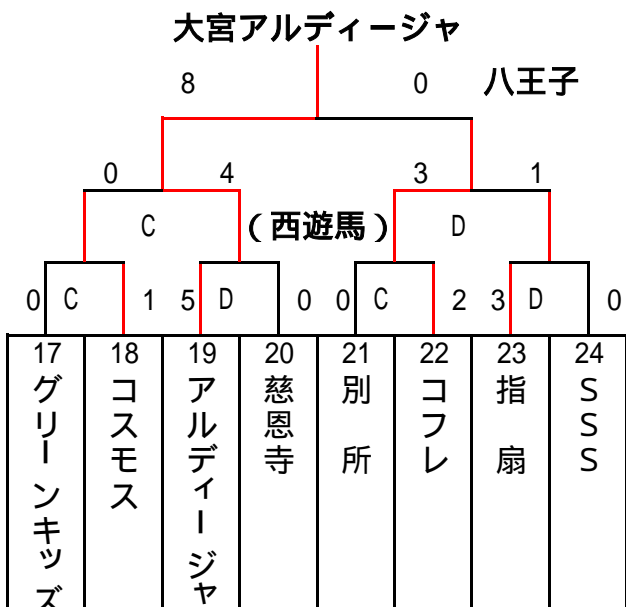 大宮アルディージャ
8 0 八王子
0 4 3 1
C (西遊馬) D
0 C 1 5 D 0 0 C 2 3 D 0
17 18 19 20 21 22 23 24
グリーンキッズ
コスモス
アルディージャ
慈恩寺
別所
コフレ
指扇
SSS